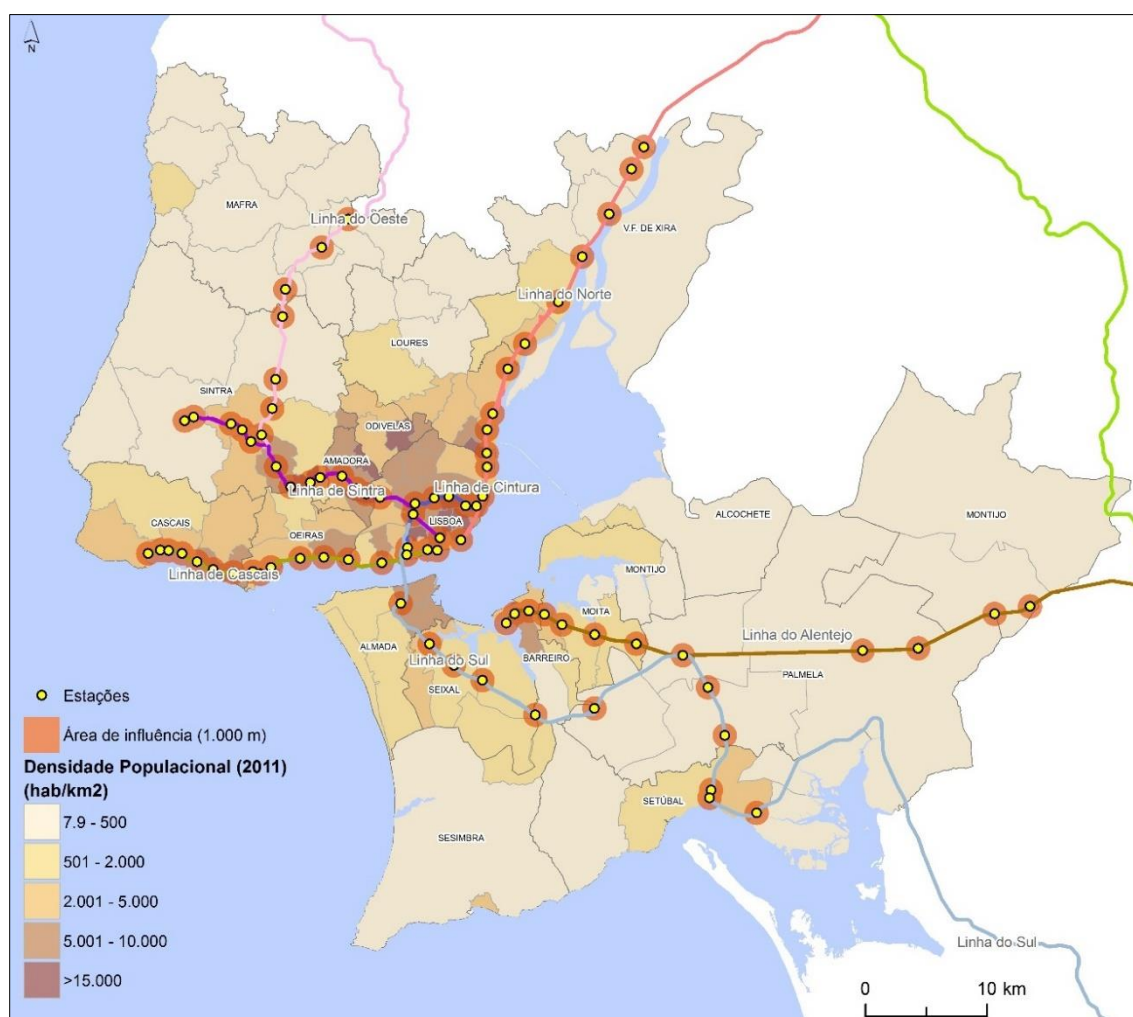 N
MAFRA
Linha do Oeste
V.F. DE XIRA
Linha do Norte
LOURES
SINTRA
ODIVELAS
AMADORA
Linha de Sintra
Linha de Cintura
LISBOA
CASCAIS
OEIRAS
Linha de Cascais
ALCOCHETE
MONTIJO
MONTIJO
MOITA
ALMADA
BARREIRO
Linha do Alentejo
Linha do Sul
SEIXAL
PALMELA
SETÚBAL
SESIMBRA
Linha do Sul
Estações
Área de influência (1.000 m)
Densidade Populacional (2011)
(hab/km2)
7.9 - 500
501 - 2.000
2.001 - 5.000
5.001 - 10.000
>15.000
0 10 km